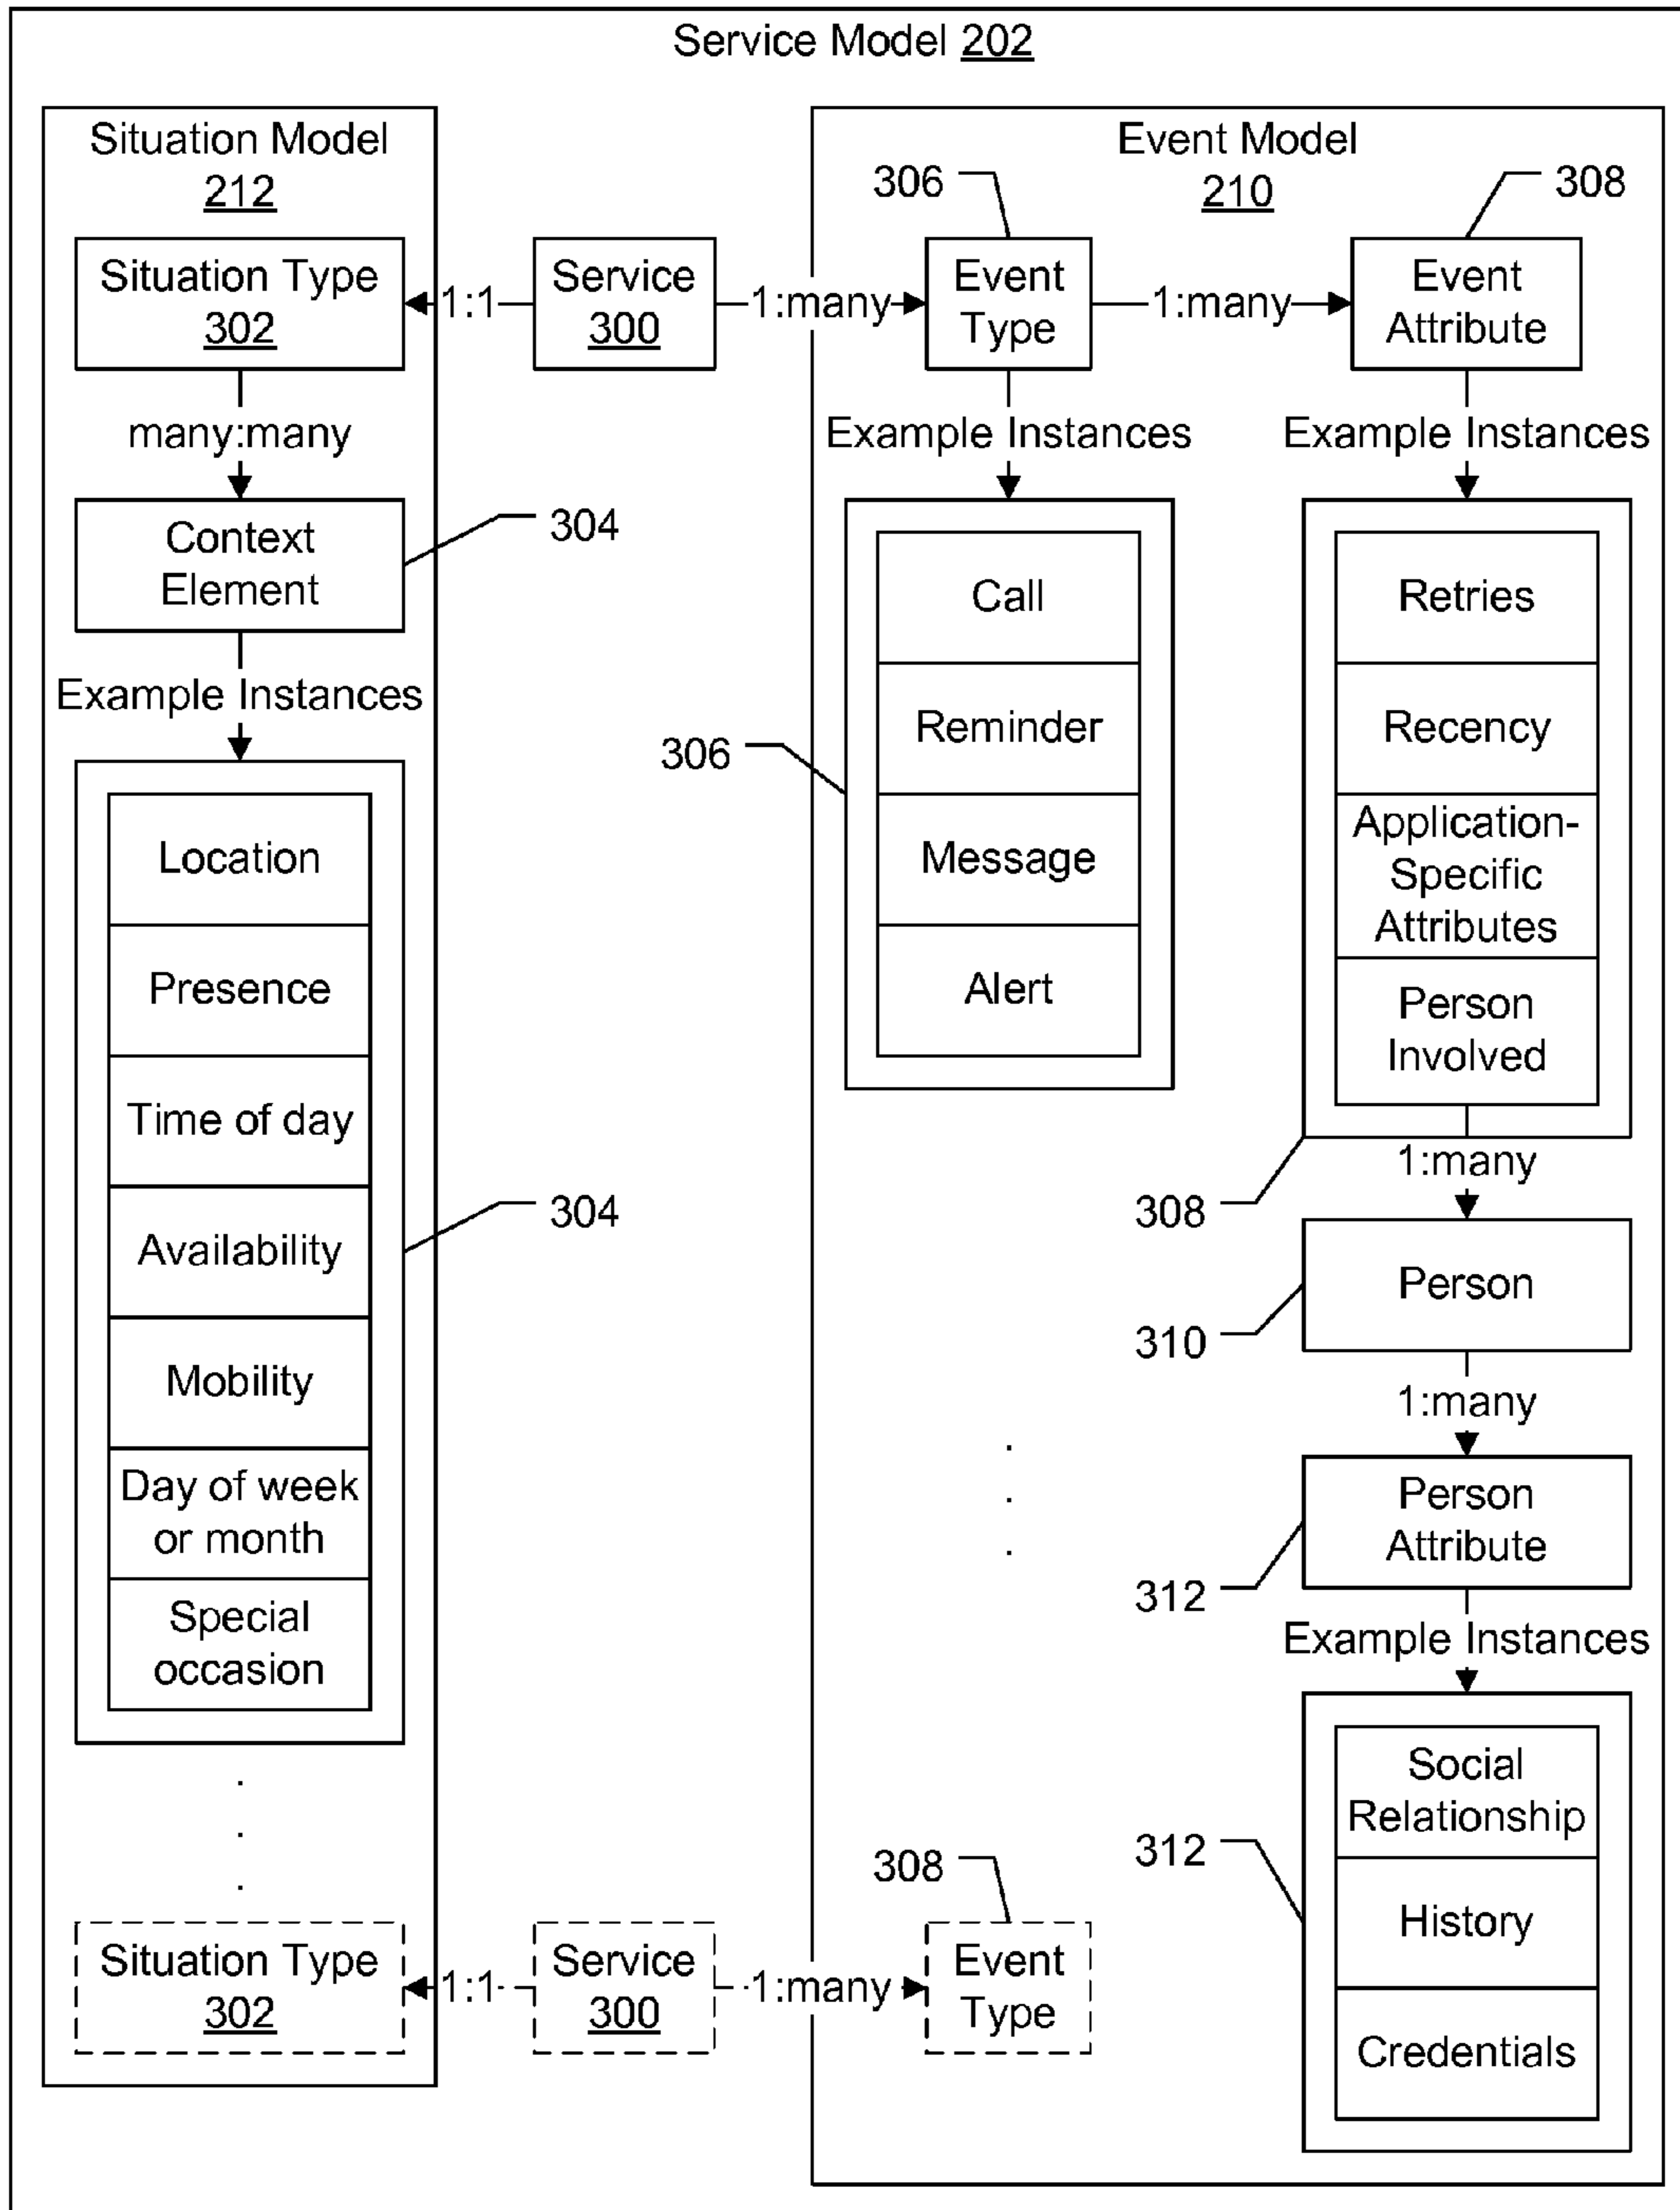 Service Model 202
Situation Model
212
Situation Type
302
many:many
Context
Element
304
Example Instances
Location
Presence
Time of day
Availability
Mobility
Day of week
or month
Special
occasion
304
.
.
.
Situation Type
302
1:1
Service
300
1:many
1:1
Service
300
1:many
Event Model
210
306
Event
Type
1:many
308
Event
Attribute
Example Instances
Call
Reminder
Message
Alert
306
Example Instances
Retries
Recency
Application-
Specific
Attributes
Person
Involved
308
1:many
Person
310
1:many
Person
Attribute
312
Example Instances
Social
Relationship
History
Credentials
312
.
.
.
308
Event
Type